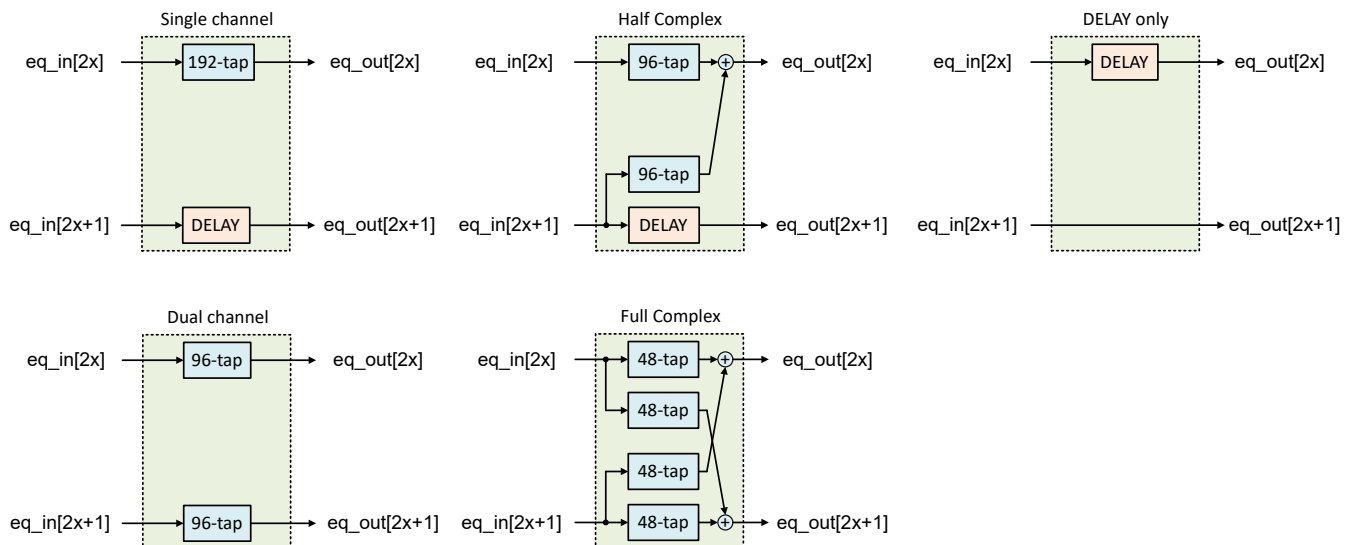 Single channel
eq_in[2x]
192-tap
eq_out[2x]
eq_in[2x+1]
DELAY
eq_out[2x+1]
Half Complex
eq_in[2x]
96-tap
+
eq_out[2x]
96-tap
eq_in[2x+1]
DELAY
eq_out[2x+1]
DELAY only
eq_in[2x]
DELAY
eq_out[2x]
eq_in[2x+1]
eq_out[2x+1]
Dual channel
eq_in[2x]
96-tap
eq_out[2x]
eq_in[2x+1]
96-tap
eq_out[2x+1]
Full Complex
eq_in[2x]
48-tap
+
eq_out[2x]
48-tap
48-tap
eq_in[2x+1]
48-tap
+
eq_out[2x+1]